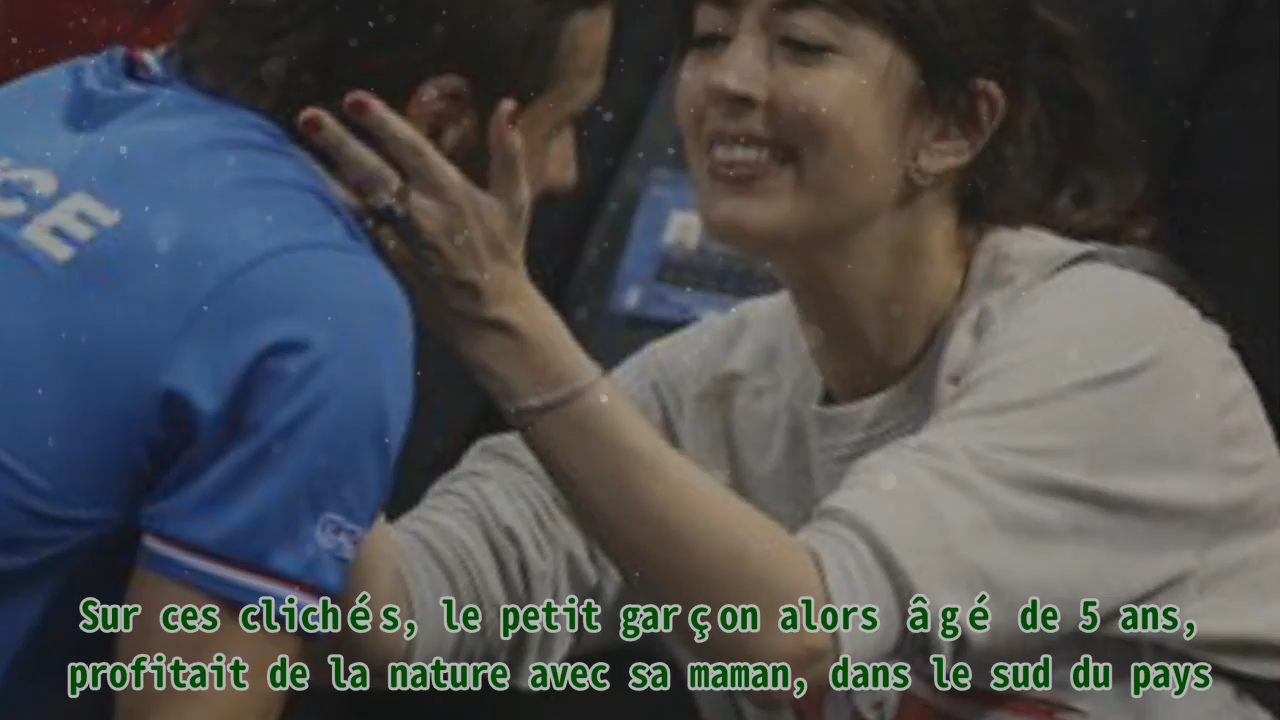 CE
Sur ces clichés, le petit garçon alors âgé de 5 ans,
profitait de la nature avec sa maman, dans le sud du pays